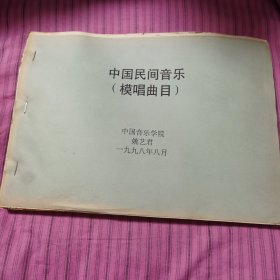 中国民间音乐
（模唱曲目）
中国音乐学院
姚艺君
一九九八年八月